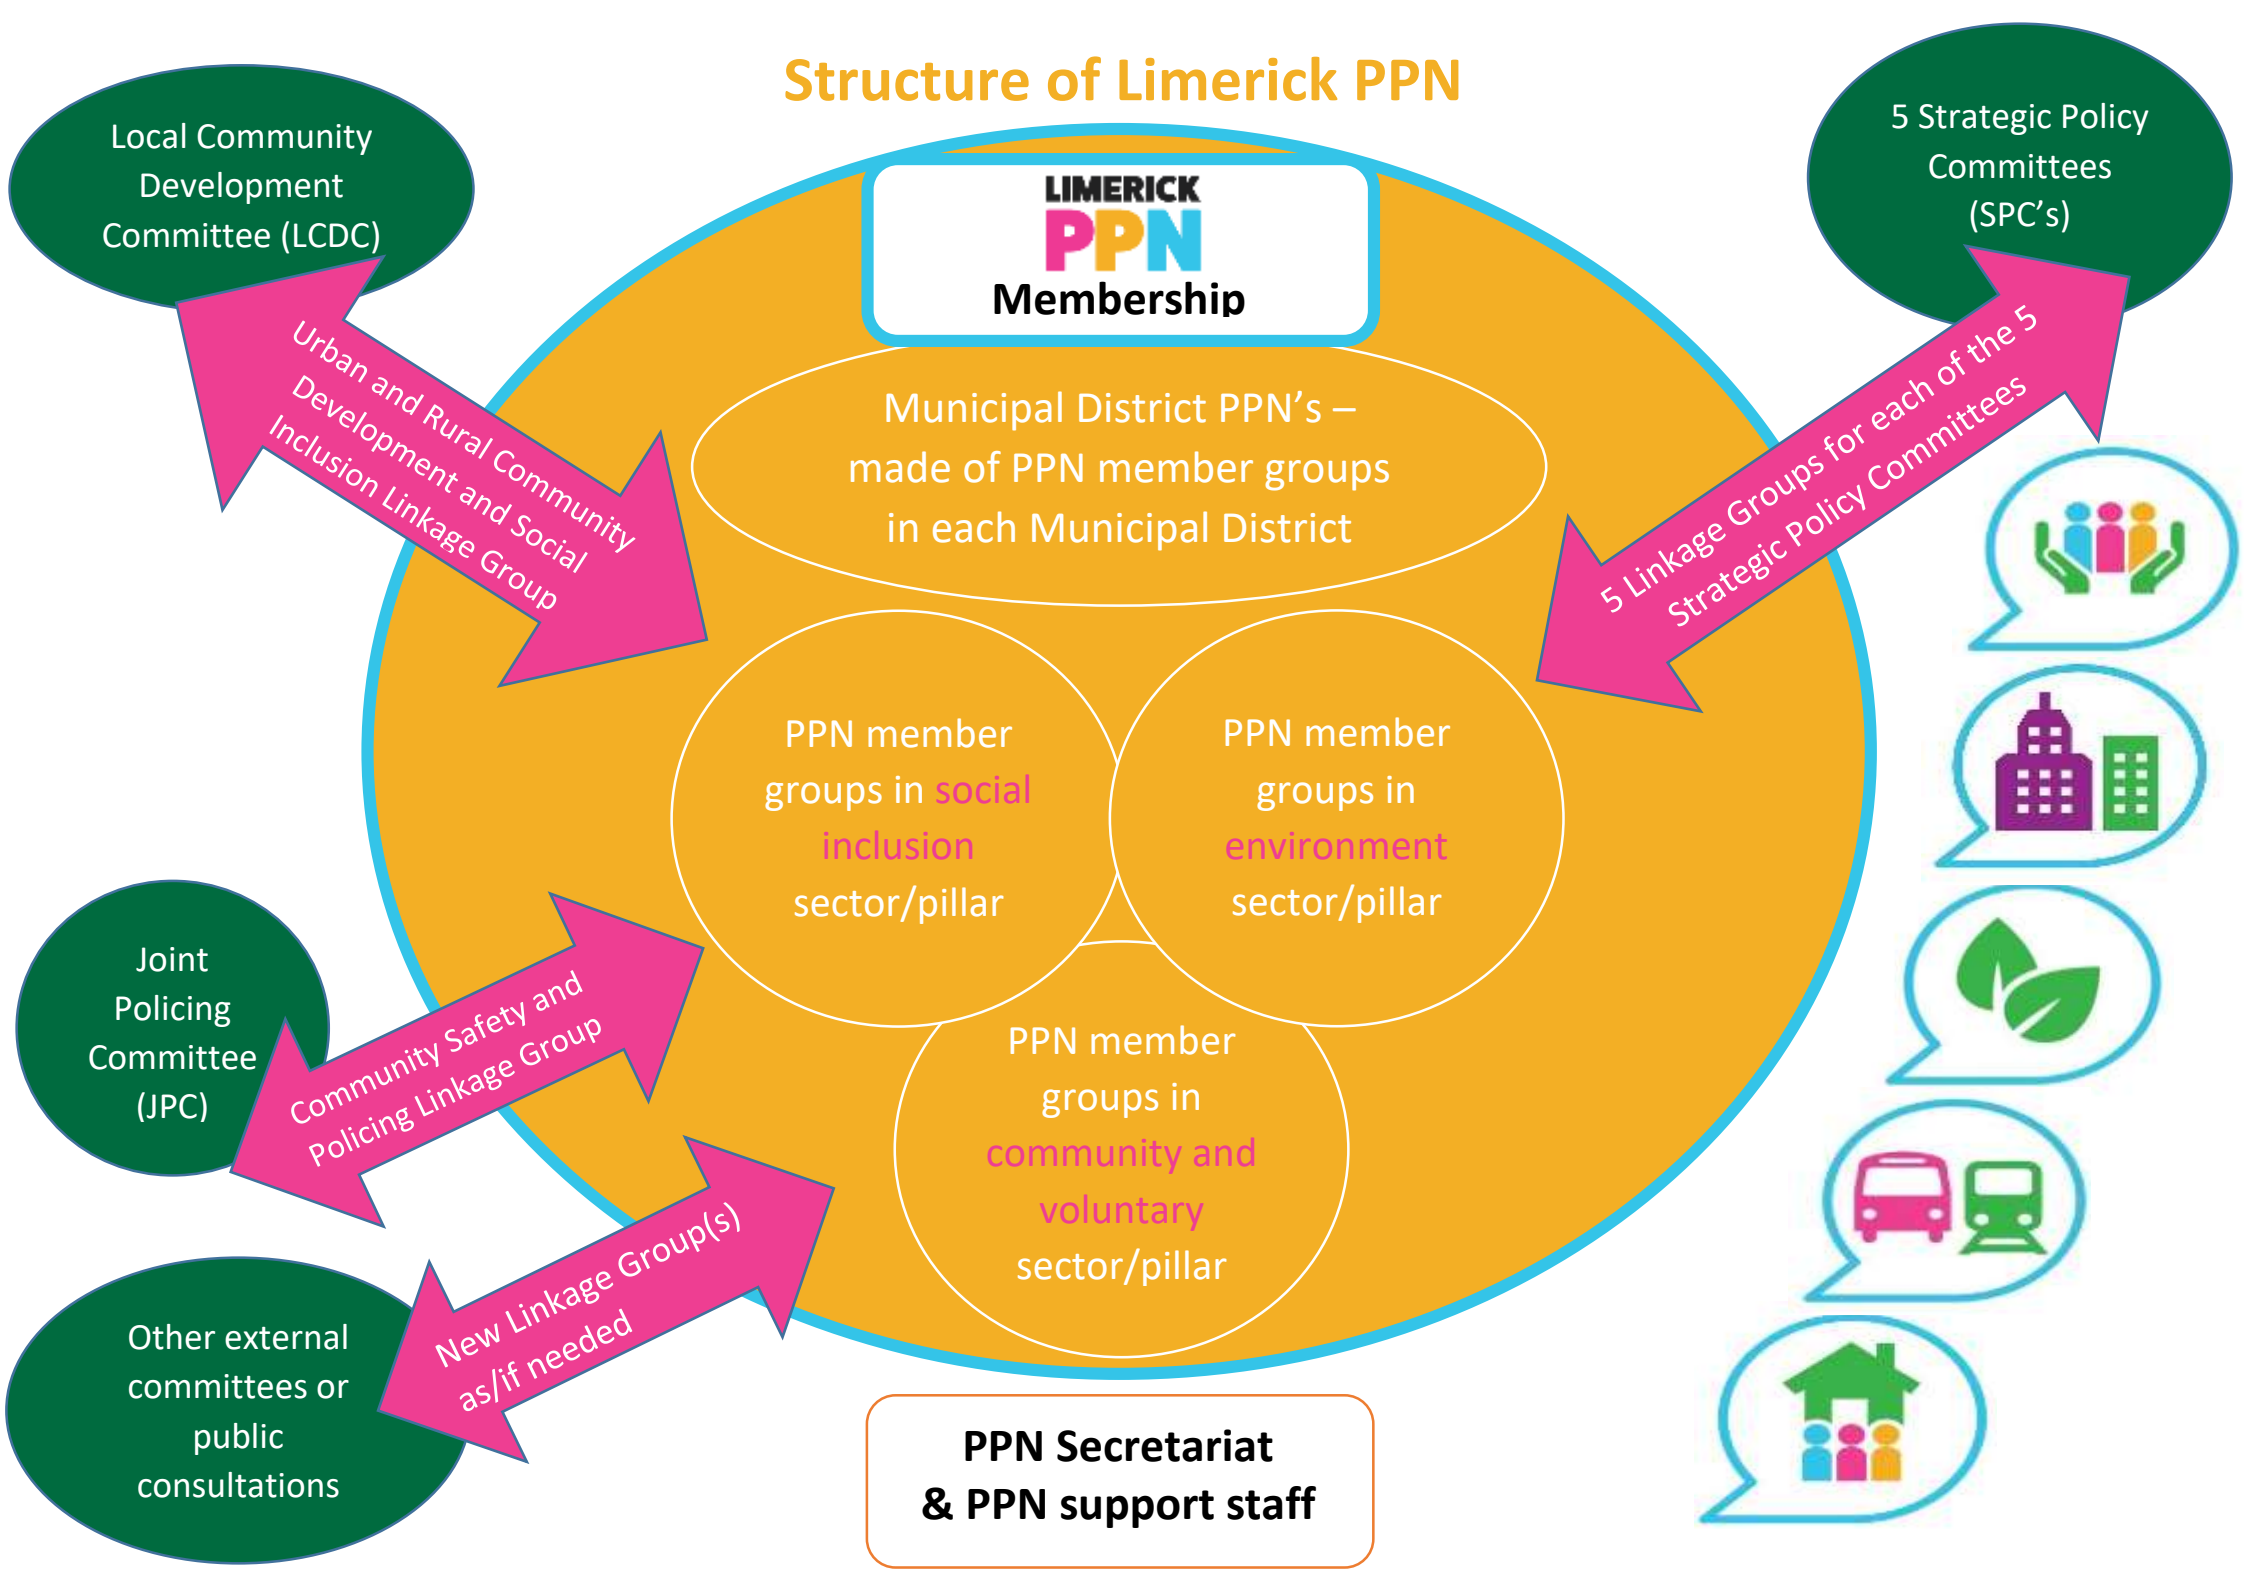 Structure of Limerick PPN
Local Community
Development
Committee (LCDC)
5 Strategic Policy
Committees
(SPC's)
LIMERICK
PPN
Membership
Urban and Rural Community
Development and Social
Inclusion Linkage Group
5 Linkage Groups for each of the 5
Strategic Policy Committees
Municipal District PPN's –
made of PPN member groups
in each Municipal District
PPN member
groups in social
inclusion
sector/pillar
PPN member
groups in
environment
sector/pillar
Joint
Policing
Committee
(JPC)
Community Safety and
Policing Linkage Group
PPN member
groups in
community and
voluntary
sector/pillar
New Linkage Group(s)
as/if needed
Other external
committees or
public
consultations
PPN Secretariat
& PPN support staff